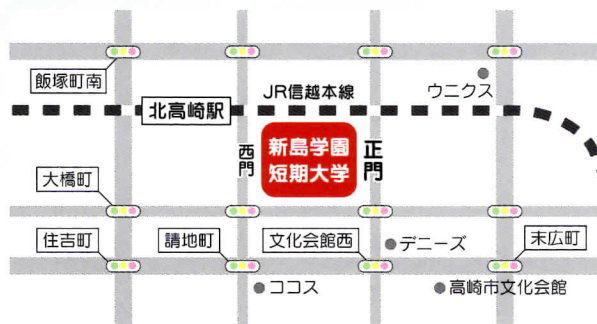 飯塚町南
ウニクス
JR信越本線
北高崎駅
西門
新島学園
短期大学
正門
大橋町
住吉町
請地町
文化会館西
デニーズ
末広町
ココス
高崎市文化会館